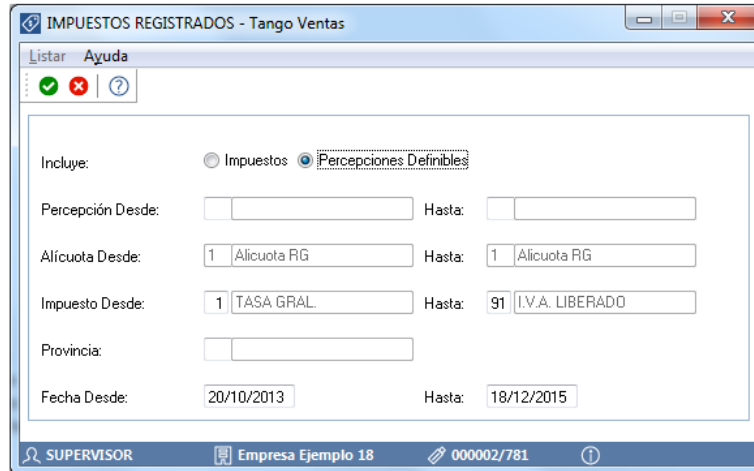 IMPUESTOS REGISTRADOS - Tango Ventas
Listar Ayuda
Incluye: Impuestos Percepciones Definibles
Percepción Desde: Hasta:
Alícuota Desde: 1 Alicuota RG Hasta: 1 Alicuota RG
Impuesto Desde: 1 TASA GRAL. Hasta: 91 I.V.A. LIBERADO
Provincia:
Fecha Desde: 20/10/2013 Hasta: 18/12/2015
SUPERVISOR Empresa Ejemplo 18 000002/781